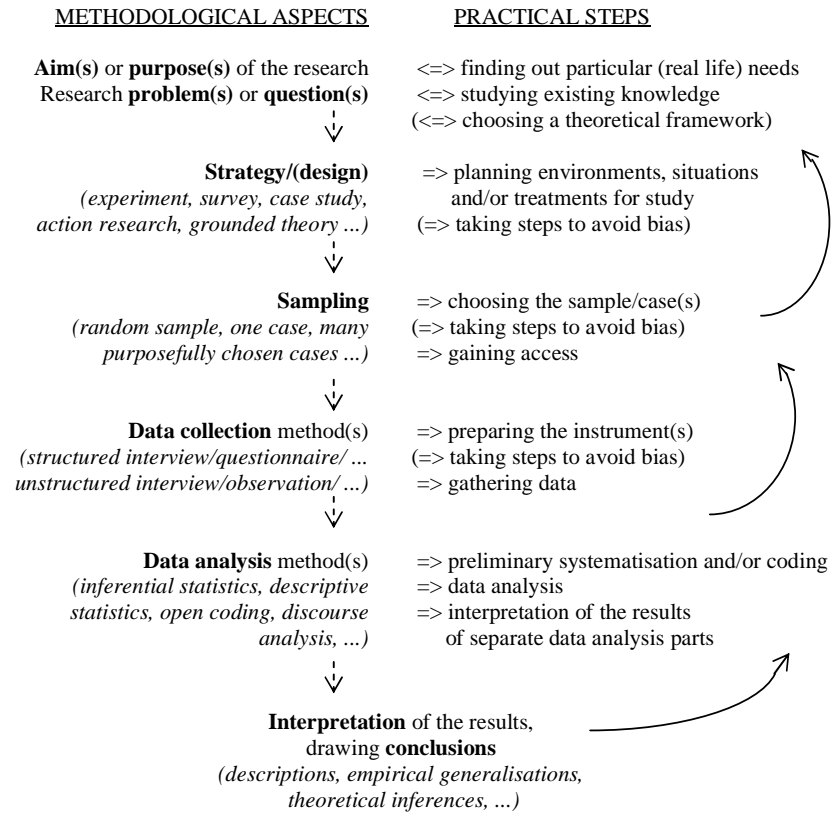 METHODOLOGICAL ASPECTS PRACTICAL STEPS
Aim(s) or purpose(s) of the research <=> finding out particular (real life) needs
Research problem(s) or question(s) <=> studying existing knowledge
(<=> choosing a theoretical framework)
Strategy/(design) => planning environments, situations
(experiment, survey, case study, and/or treatments for study
action research, grounded theory ...) (=> taking steps to avoid bias)
Sampling => choosing the sample/case(s)
(random sample, one case, many (=> taking steps to avoid bias)
purposefully chosen cases ...) => gaining access
Data collection method(s) => preparing the instrument(s)
(structured interview/questionnaire/ ... (=> taking steps to avoid bias)
unstructured interview/observation/ ...) => gathering data
Data analysis method(s) => preliminary systematisation and/or coding
(inferential statistics, descriptive => data analysis
statistics, open coding, discourse => interpretation of the results
analysis, ...) of separate data analysis parts
Interpretation of the results,
drawing conclusions
(descriptions, empirical generalisations,
theoretical inferences, ...)